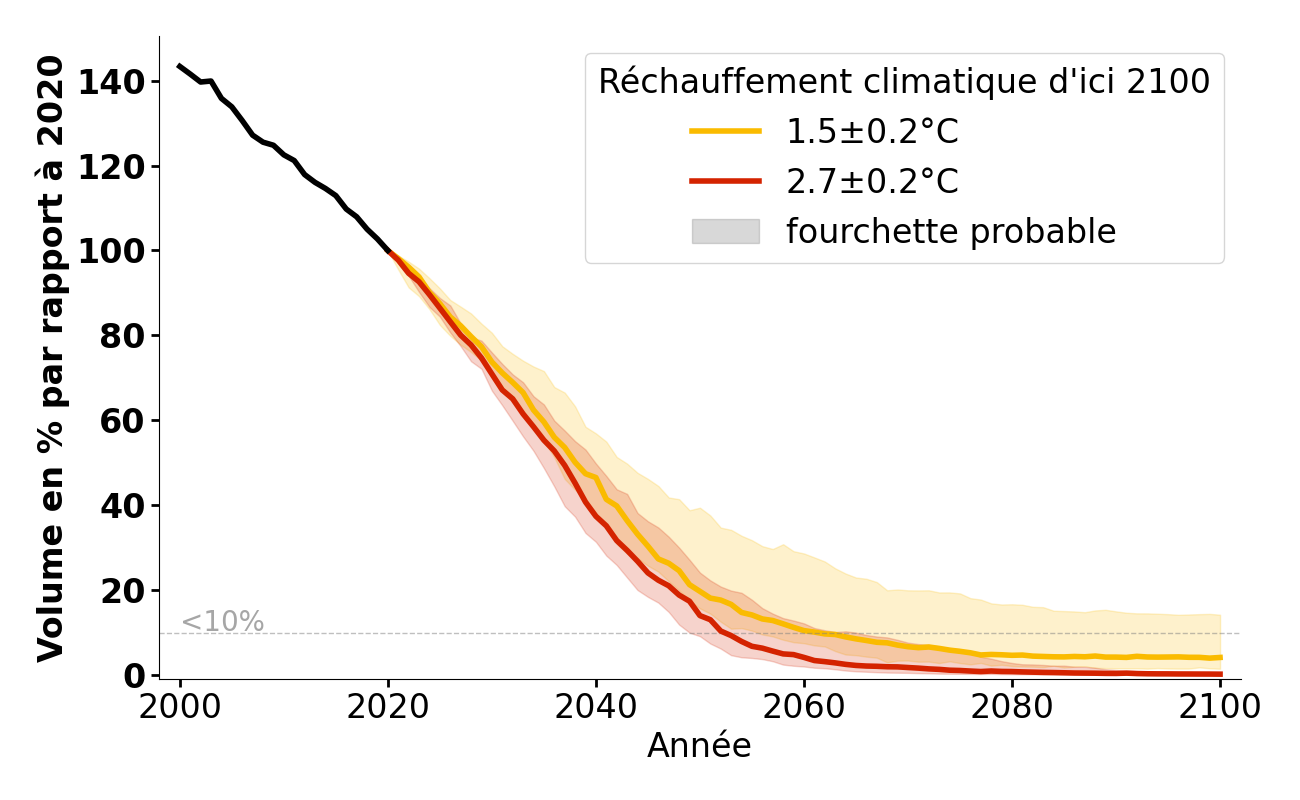 Volume en % par rapport à 2020
140
120
100
80
60
40
20
0
<10%
Réchauffement climatique d'ici 2100
1.5±0.2°C
2.7±0.2°C
fourchette probable
2000 2020 2040 2060 2080 2100
Année